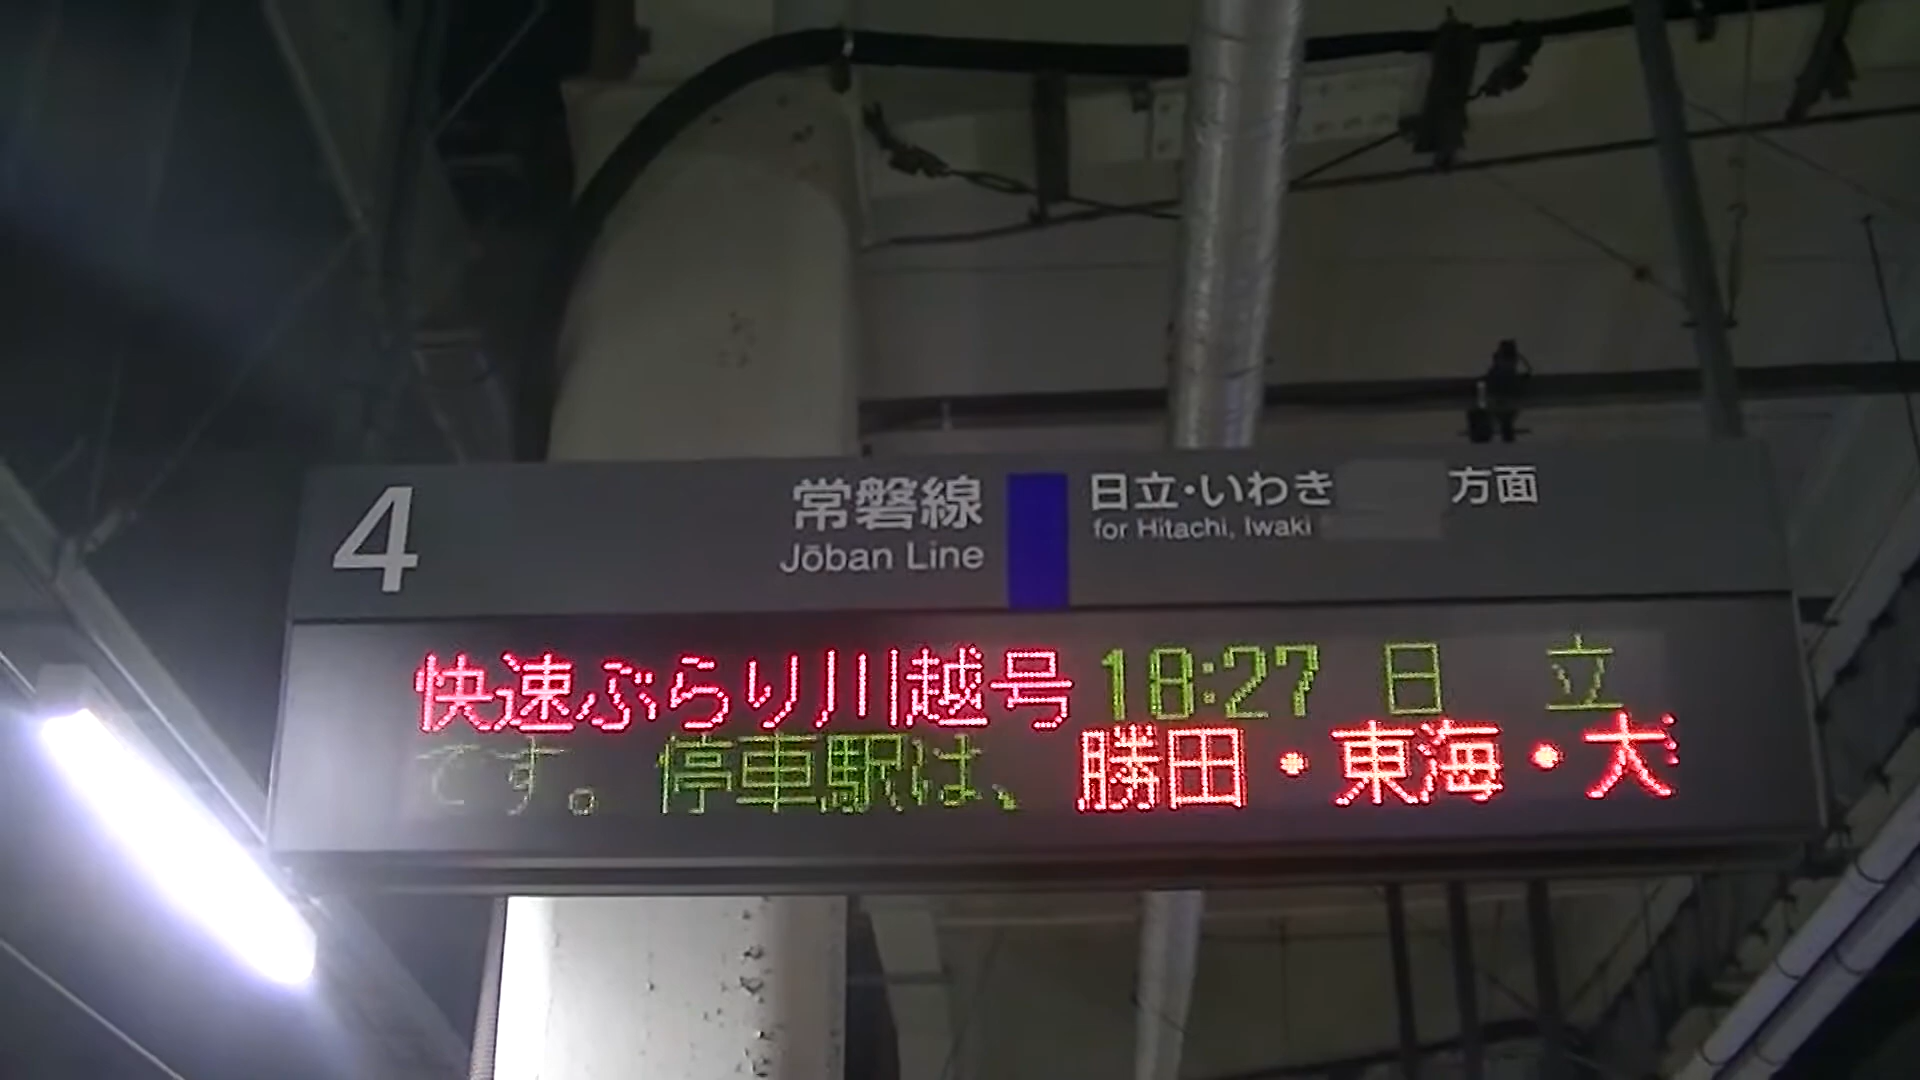 4
常磐線
Jōban Line
日立・いわき 方面
for Hitachi, Iwaki
快速ぶらり川越号 18:27 日 立
です。停車駅は、勝田・東海・大